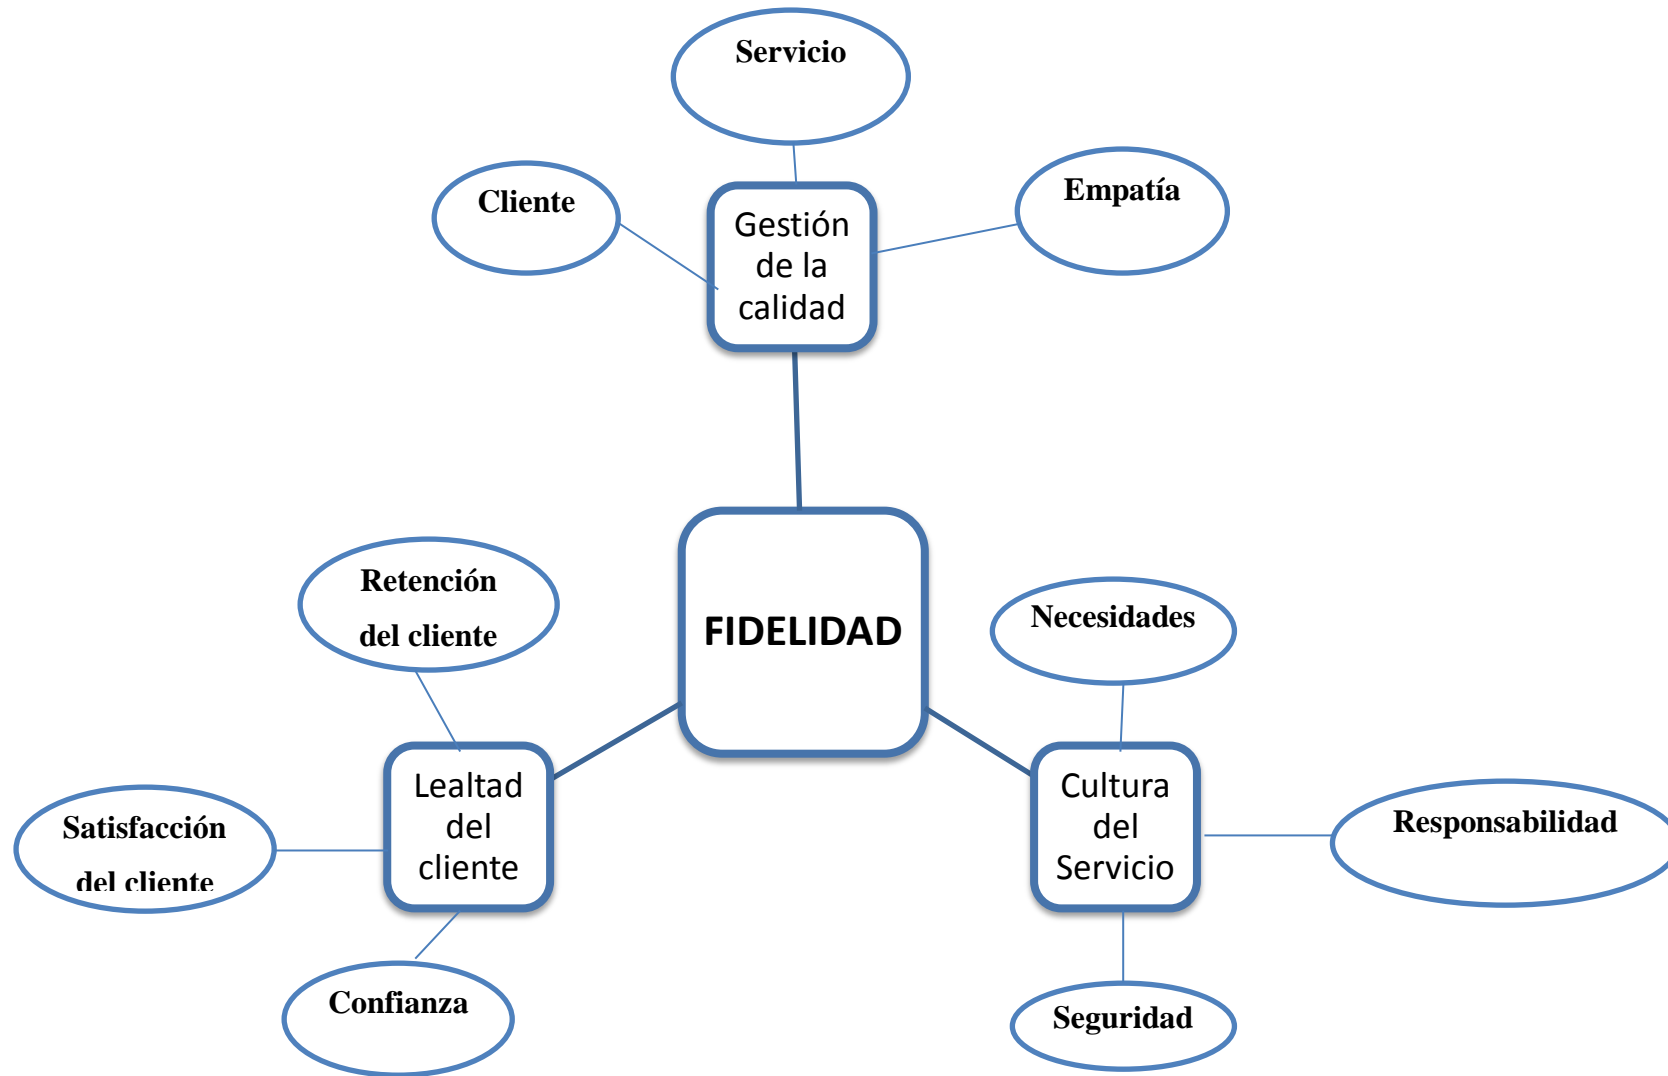 Servicio
Cliente
Empatía
Gestión
de la
calidad
FIDELIDAD
Retención
del cliente
Necesidades
Lealtad
del
cliente
Cultura
del
Servicio
Satisfacción
del cliente
Responsabilidad
Confianza
Seguridad